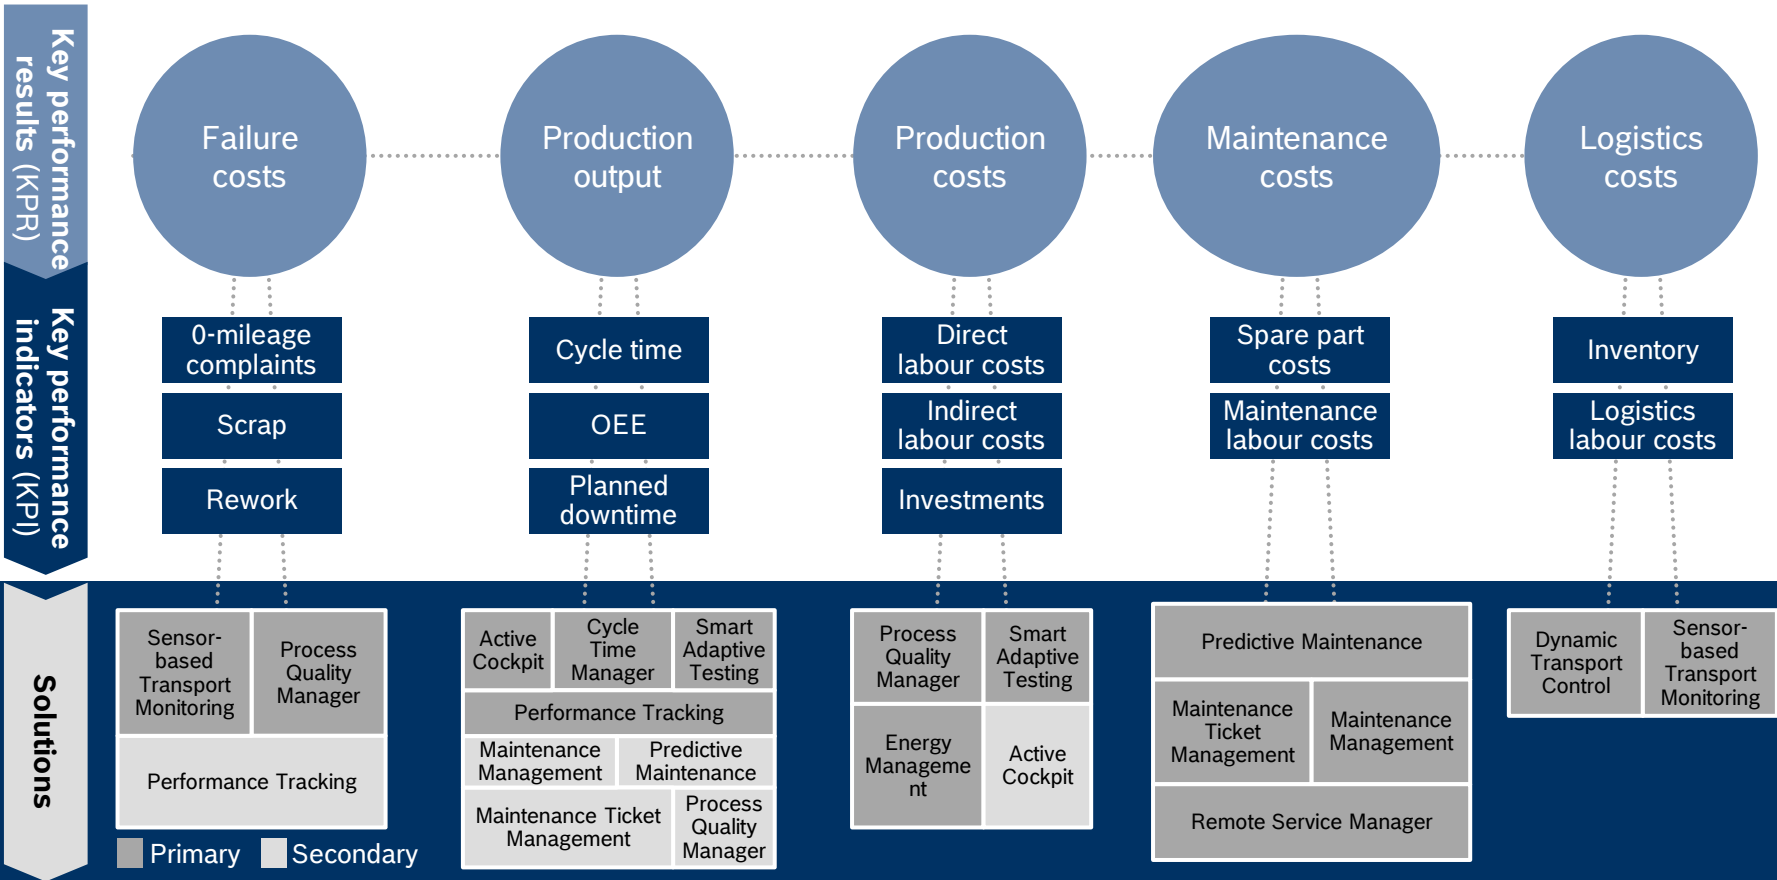 Key performance
results (KPR)
Failure
costs
Production
output
Production
costs
Maintenance
costs
Logistics
costs
Key performance
indicators (KPI)
0-mileage
complaints
Scrap
Rework
Cycle time
OEE
Planned
downtime
Direct
labour costs
Indirect
labour costs
Investments
Spare part
costs
Maintenance
labour costs
Inventory
Logistics
labour costs
Solutions
Sensor-
based
Transport
Monitoring
Process
Quality
Manager
Performance Tracking
Active
Cockpit
Cycle
Time
Manager
Smart
Adaptive
Testing
Performance Tracking
Maintenance
Management
Predictive
Maintenance
Maintenance Ticket
Management
Process
Quality
Manager
Process
Quality
Manager
Smart
Adaptive
Testing
Energy
Manageme
nt
Active
Cockpit
Predictive Maintenance
Maintenance
Ticket
Management
Maintenance
Management
Remote Service Manager
Dynamic
Transport
Control
Sensor-
based
Transport
Monitoring
Primary
Secondary